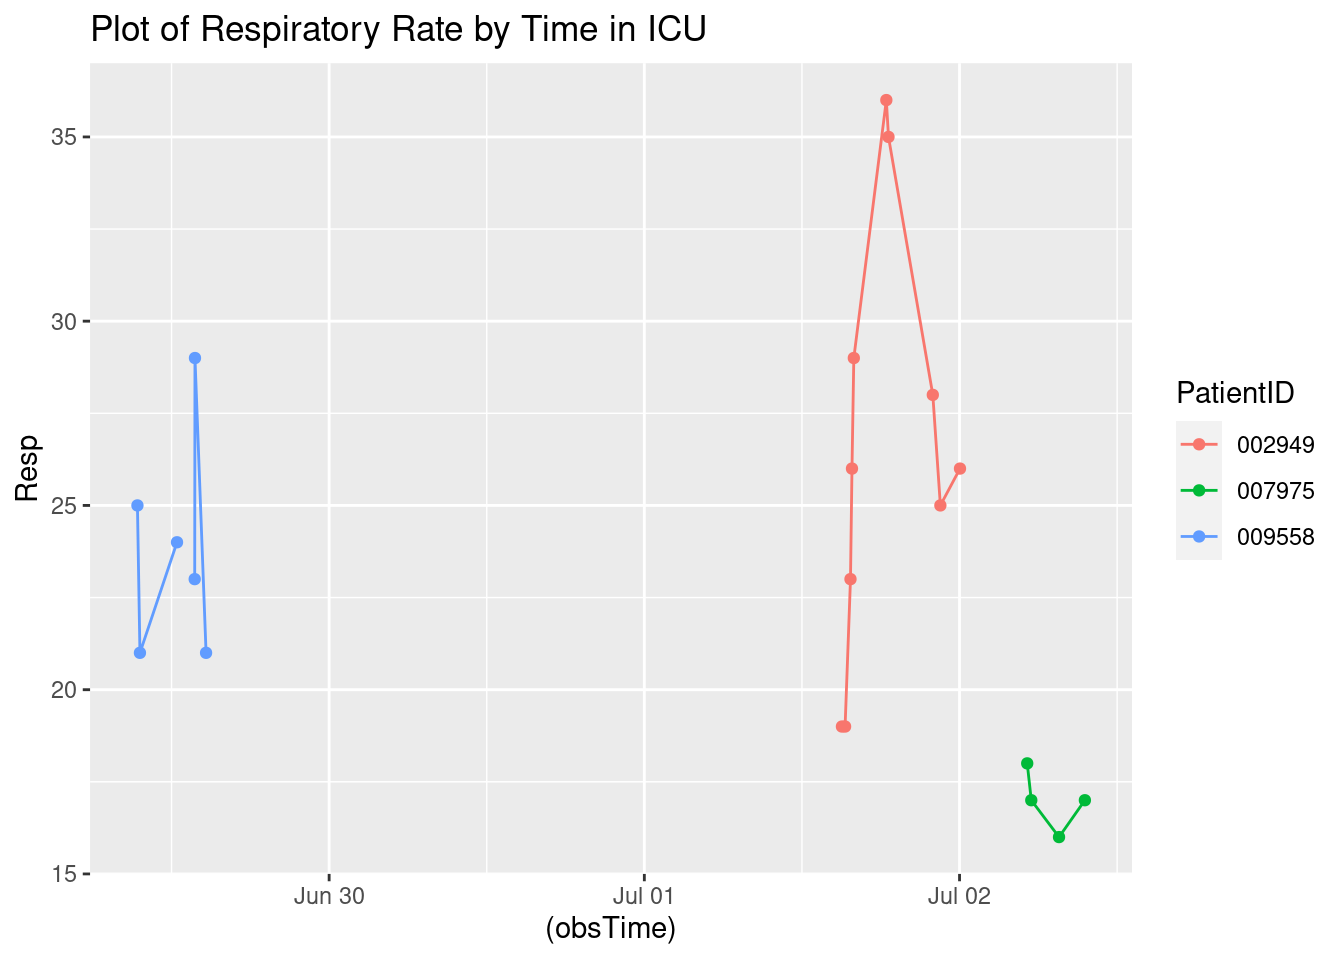 Plot of Respiratory Rate by Time in ICU
35
30
25
20
15
Resp
Jun 30
Jul 01
Jul 02
(obsTime)
PatientID
002949
007975
009558